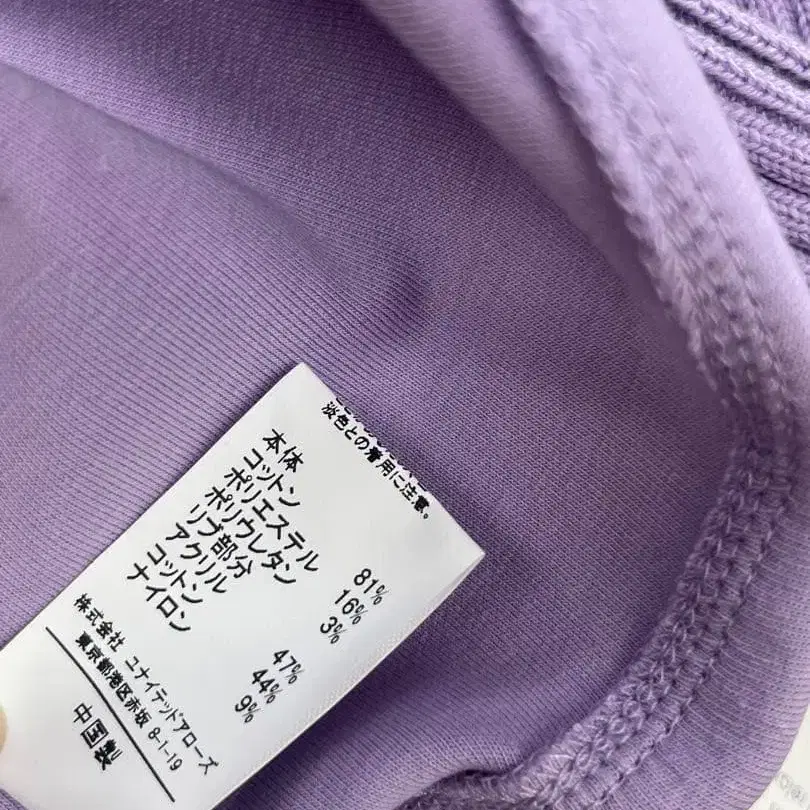 淡色との着用に注意。
本体
コットン 81%
ポリエステル 16%
ポリウレタン 3%
リブ部分
アクリル 47%
コットン 44%
ナイロン 9%
株式会社 ユナイテッドアローズ
東京都港区赤坂 8-1-19
中国製